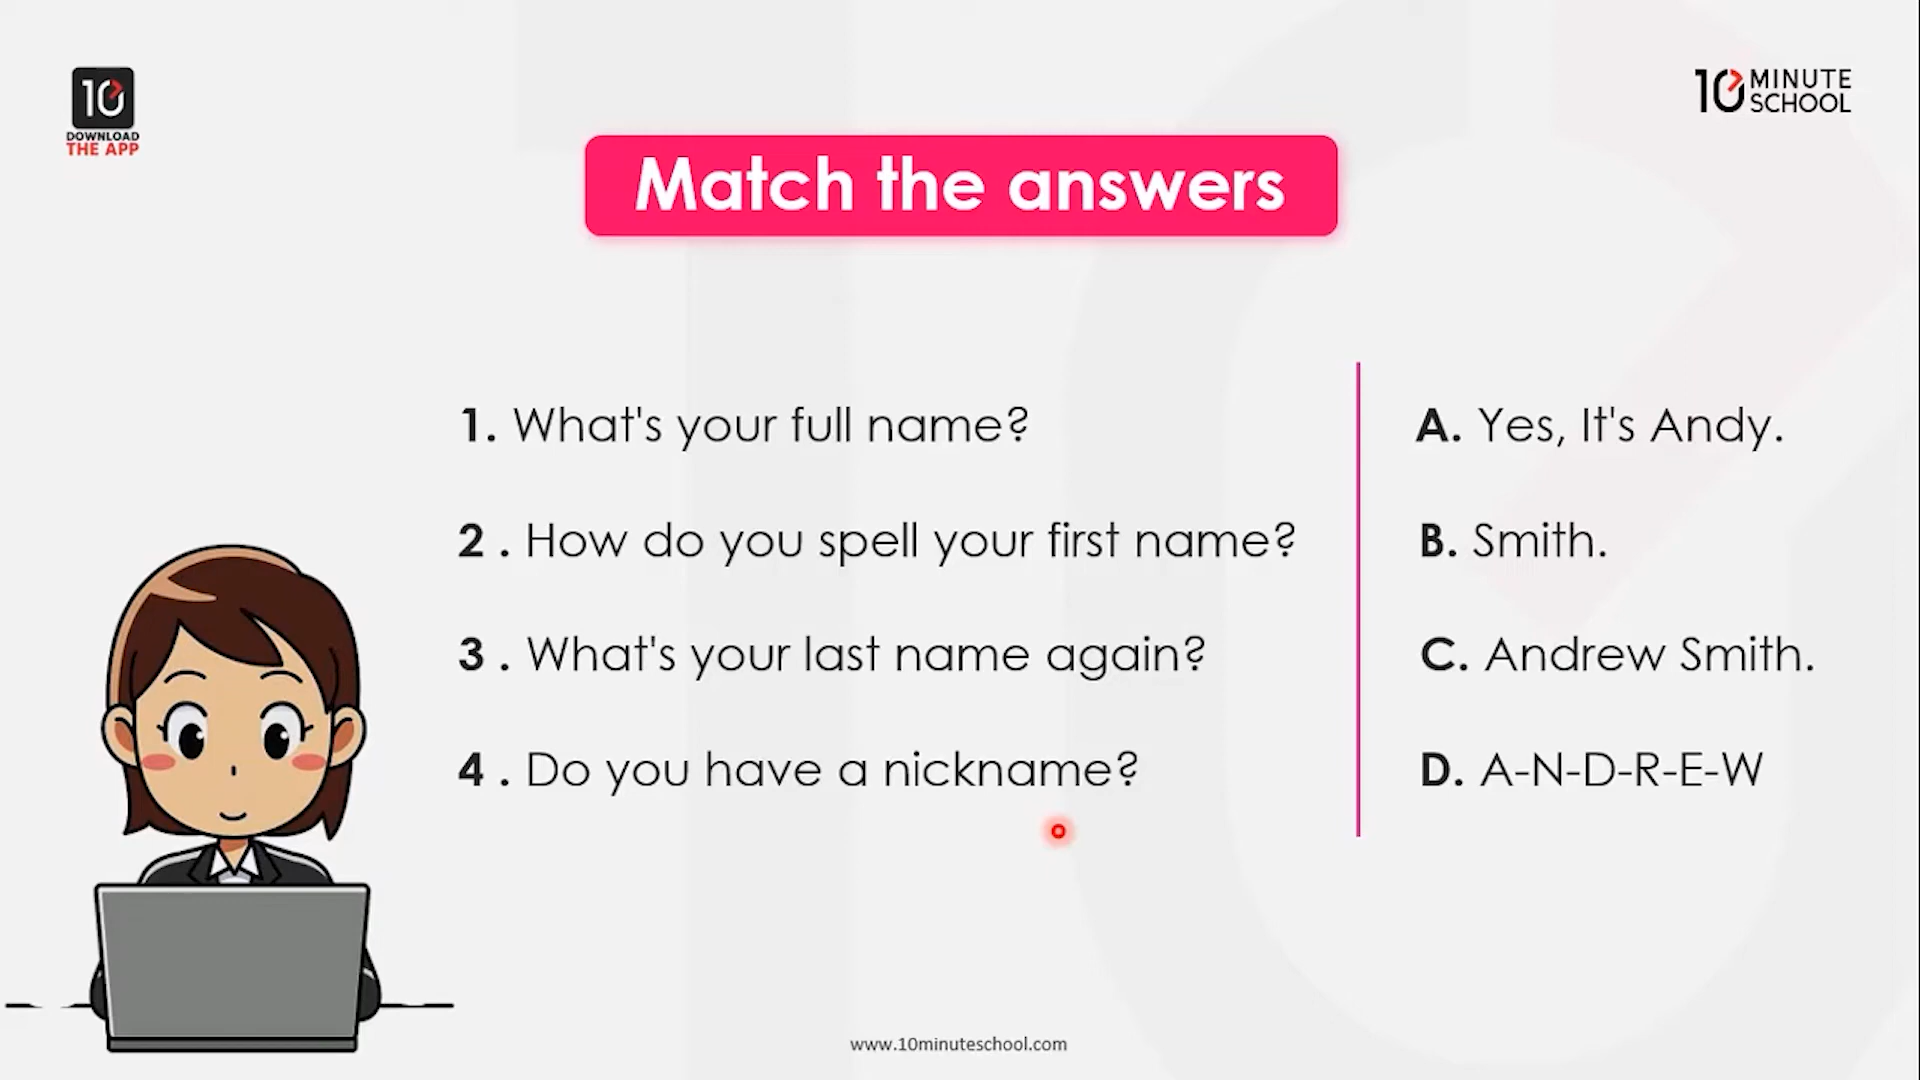 10
DOWNLOAD
THE APP
10 MINUTE
SCHOOL
Match the answers
1. What's your full name?
2 . How do you spell your first name?
3 . What's your last name again?
4 . Do you have a nickname?
A. Yes, It's Andy.
B. Smith.
C. Andrew Smith.
D. A-N-D-R-E-W
www.10minuteschool.com